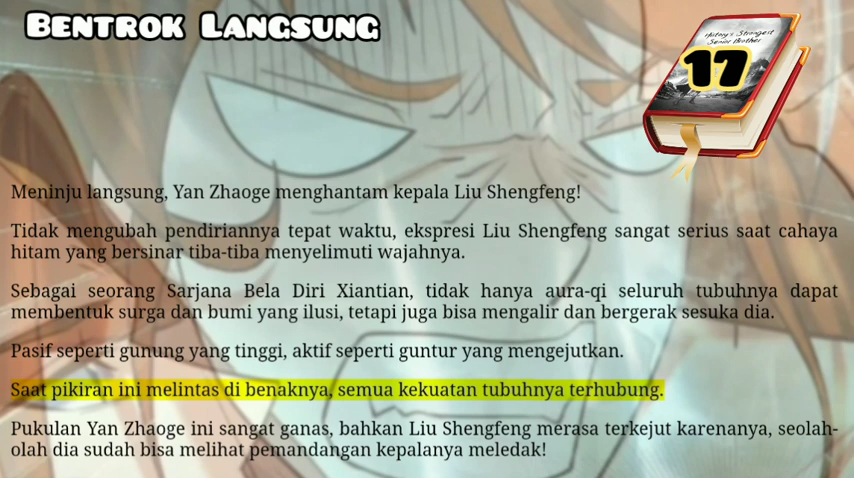 Bentrok Langsung
History's Strongest
Senior Brother
17
Meninju langsung, Yan Zhaoge menghantam kepala Liu Shengfeng!
Tidak mengubah pendiriannya tepat waktu, ekspresi Liu Shengfeng sangat serius saat cahaya
hitam yang bersinar tiba-tiba menyelimuti wajahnya.
Sebagai seorang Sarjana Bela Diri Xiantian, tidak hanya aura-qi seluruh tubuhnya dapat
membentuk surga dan bumi yang ilusi, tetapi juga bisa mengalir dan bergerak sesuka dia.
Pasif seperti gunung yang tinggi, aktif seperti guntur yang mengejutkan.
Saat pikiran ini melintas di benaknya, semua kekuatan tubuhnya terhubung.
Pukulan Yan Zhaoge ini sangat ganas, bahkan Liu Shengfeng merasa terkejut karenanya, seolah-
olah dia sudah bisa melihat pemandangan kepalanya meledak!